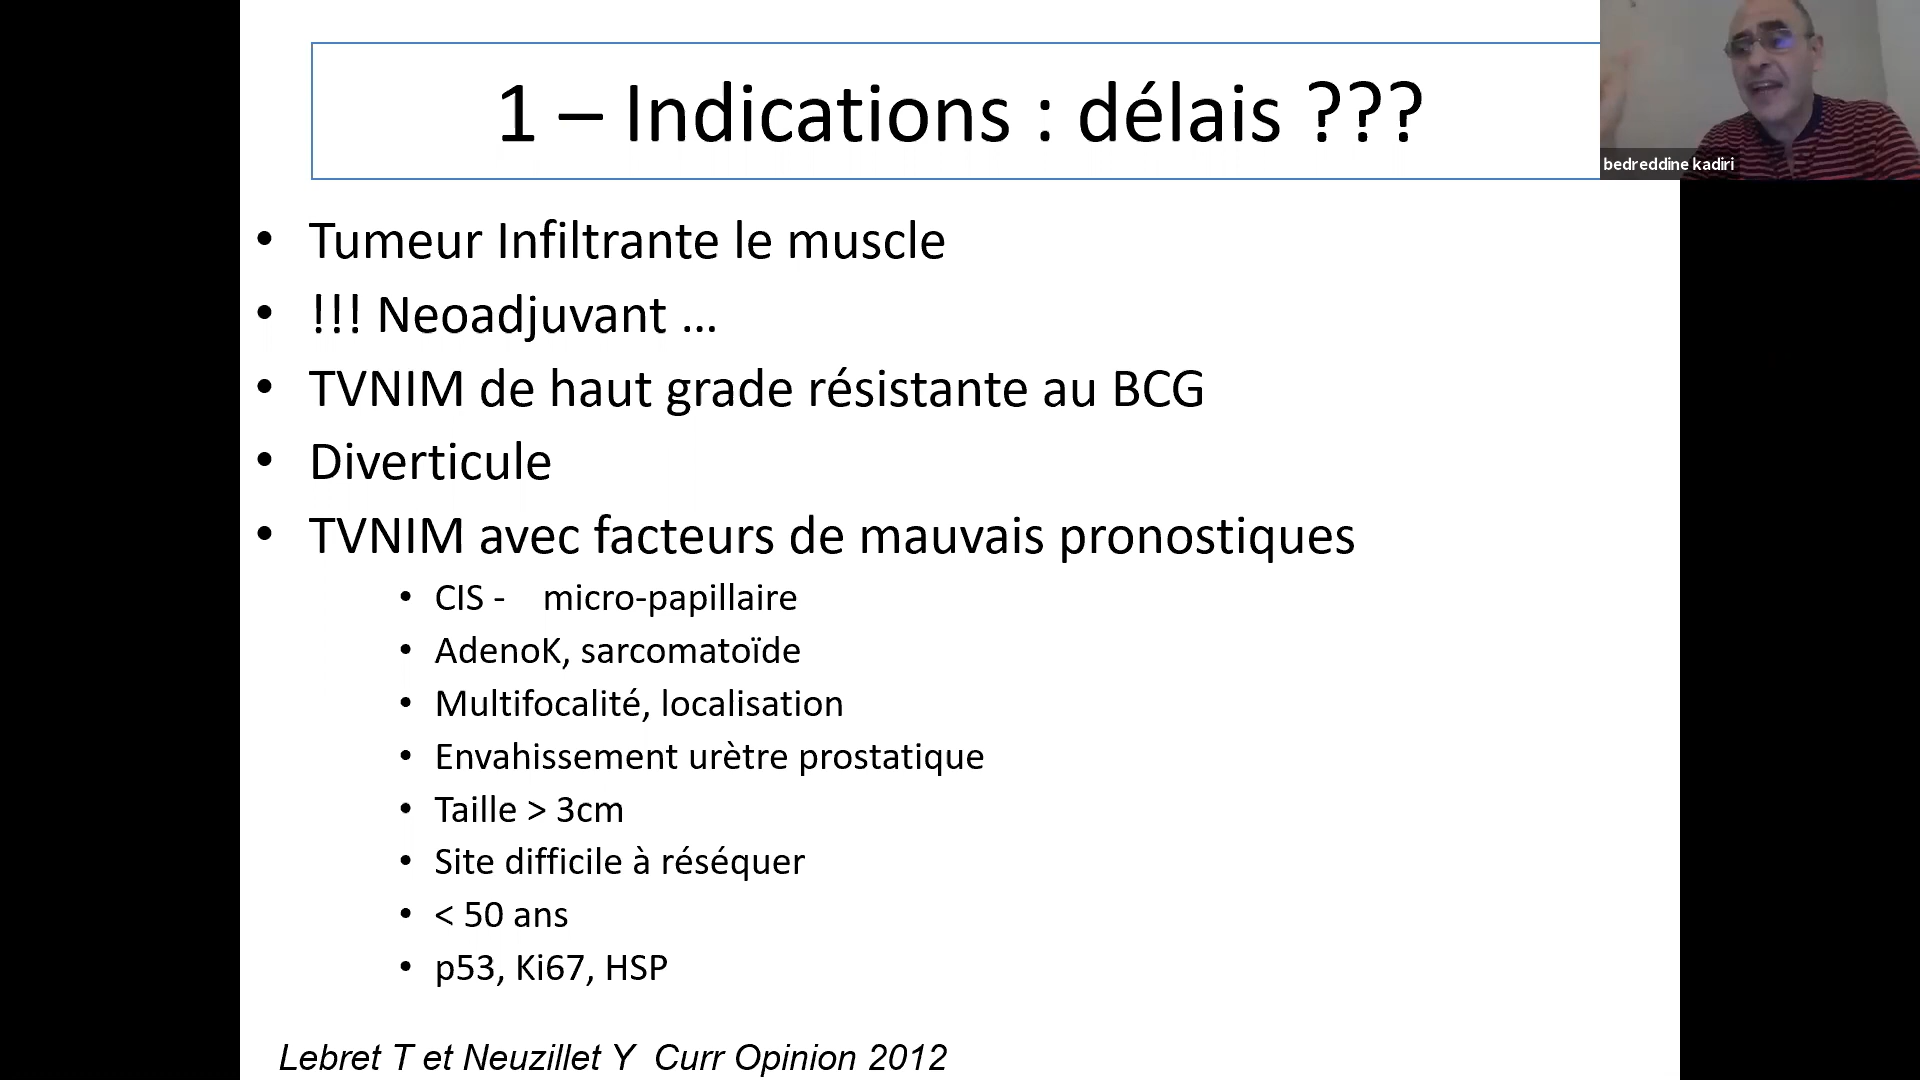 1 – Indications : délais ???
bedreddine kadiri
• Tumeur Infiltrante le muscle
• !!! Neoadjuvant ...
• TVNIM de haut grade résistante au BCG
• Diverticule
• TVNIM avec facteurs de mauvais pronostiques
• CIS - micro-papillaire
• AdenoK, sarcomatoïde
• Multifocalité, localisation
• Envahissement urètre prostatique
• Taille > 3cm
• Site difficile à réséquer
• < 50 ans
• p53, Ki67, HSP
Lebret T et Neuzillet Y Curr Opinion 2012